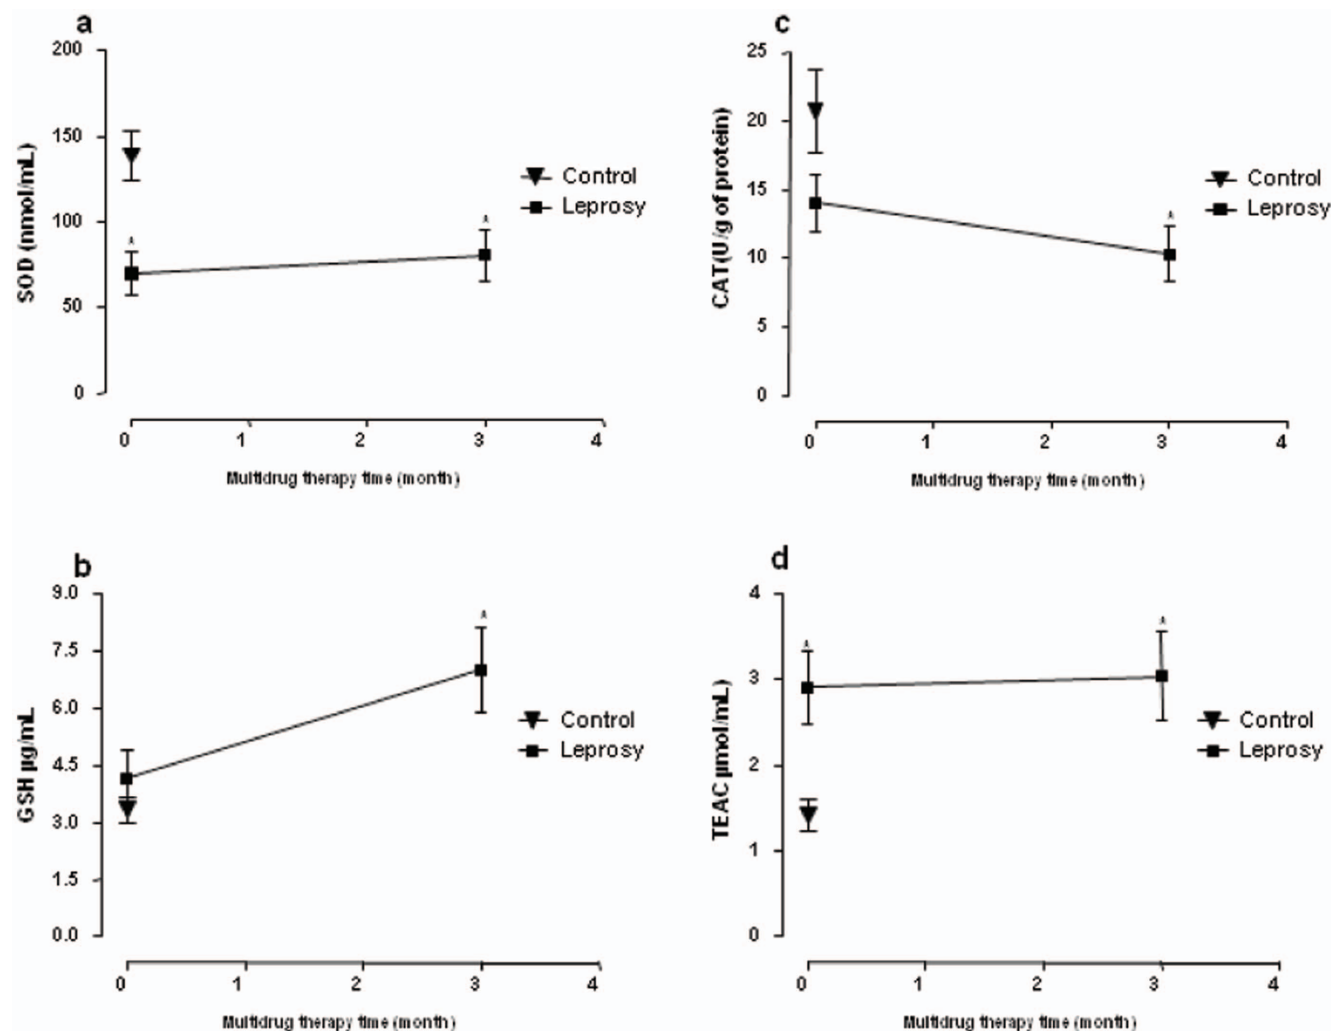 a
200
150
100
50
0
SOD (nmol/mL)
*
*
Control
Leprosy
0 1 2 3 4
Multidrug therapy time (month)
c
25
20
15
10
5
0
CAT(U/g of protein)
*
Control
Leprosy
0 1 2 3 4
Multidrug therapy time (month)
b
9.0
7.5
6.0
4.5
3.0
1.5
0.0
GSH µg/mL
*
Control
Leprosy
0 1 2 3 4
Multidrug therapy time (month)
d
4
3
2
1
0
TEAC µmol/mL
*
*
Control
Leprosy
0 1 2 3 4
Multidrug therapy time (month)